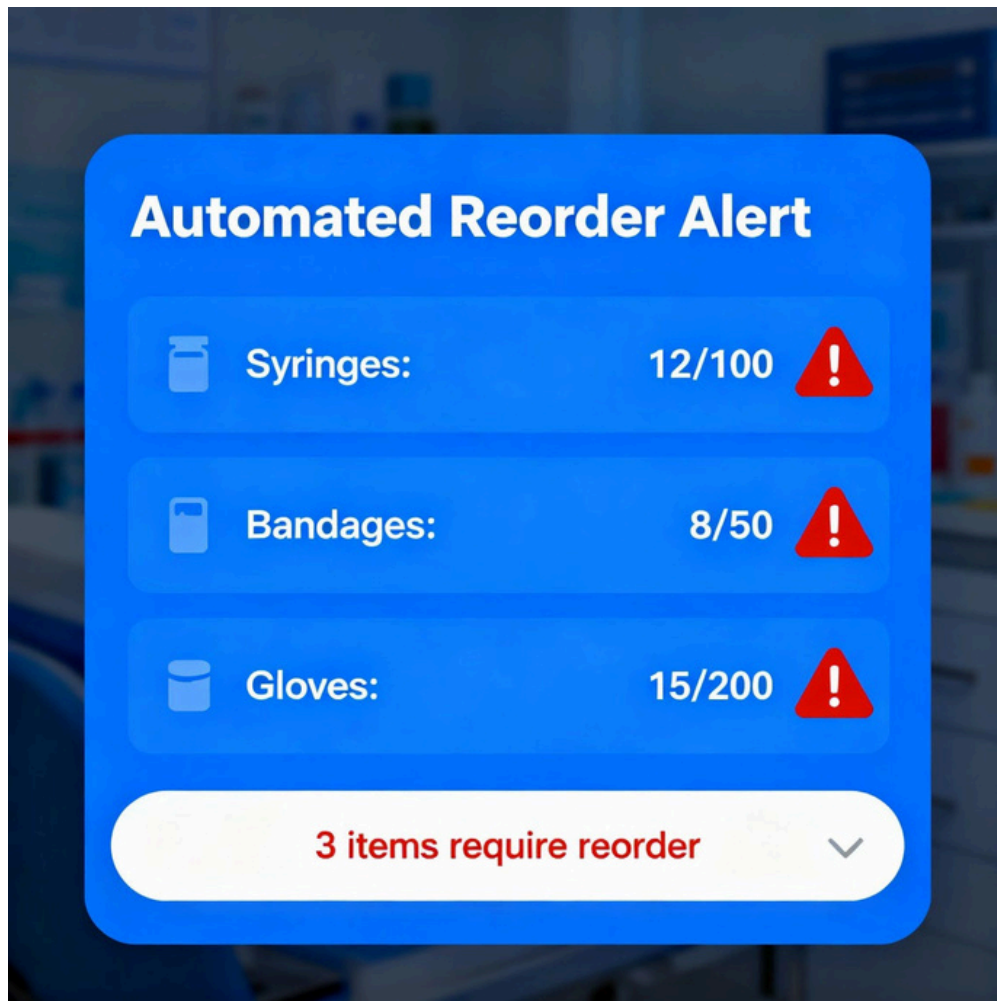 Automated Reorder Alert
Syringes: 12/100
Bandages: 8/50
Gloves: 15/200
3 items require reorder